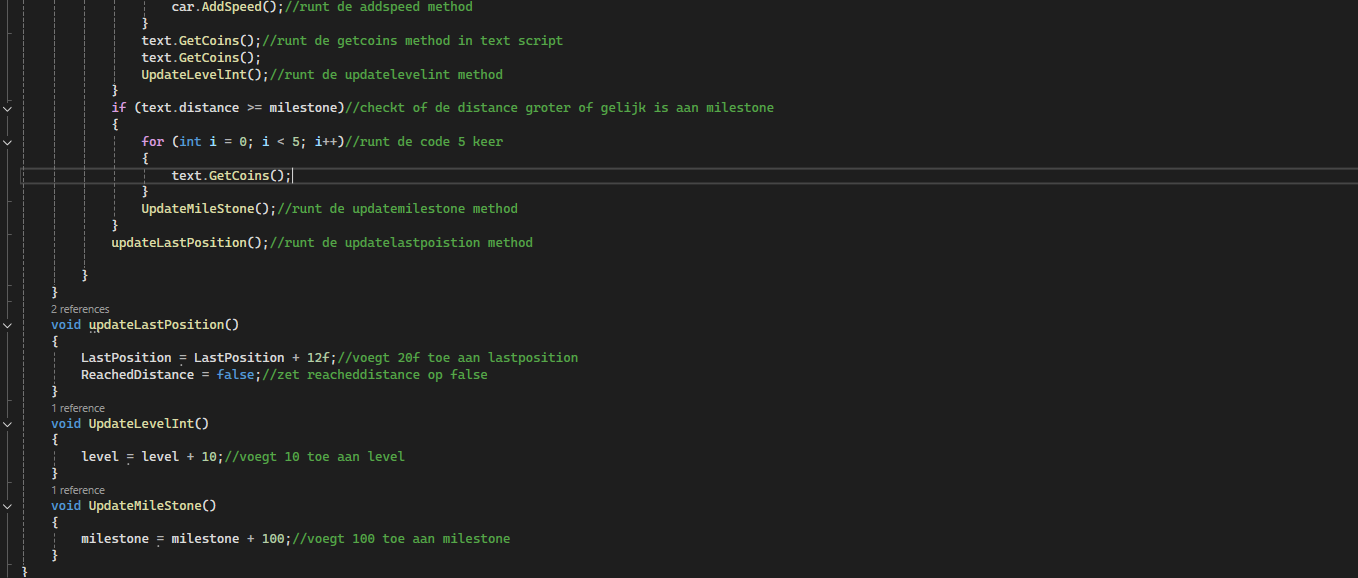 car.AddSpeed();//runt de addspeed method
}
text.GetCoins();//runt de getcoins method in text script
text.GetCoins();
UpdateLevelInt();//runt de updatelevelint method
}
if (text.distance >= milestone)//checkt of de distance groter of gelijk is aan milestone
{
for (int i = 0; i < 5; i++)//runt de code 5 keer
{
text.GetCoins();
}
UpdateMileStone();//runt de updatemilestone method
}
updateLastPosition();//runt de updatelastpoistion method
}
}
2 references
void updateLastPosition()
{
LastPosition = LastPosition + 12f;//voegt 20f toe aan lastposition
ReachedDistance = false;//zet reacheddistance op false
}
1 reference
void UpdateLevelInt()
{
level = level + 10;//voegt 10 toe aan level
}
1 reference
void UpdateMileStone()
{
milestone = milestone + 100;//voegt 100 toe aan milestone
}
}